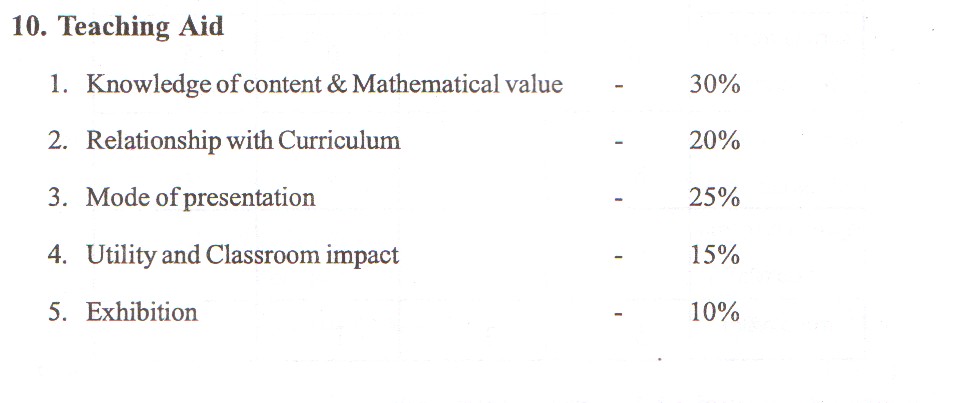 10. Teaching Aid
1. Knowledge of content & Mathematical value - 30%
2. Relationship with Curriculum - 20%
3. Mode of presentation - 25%
4. Utility and Classroom impact - 15%
5. Exhibition - 10%